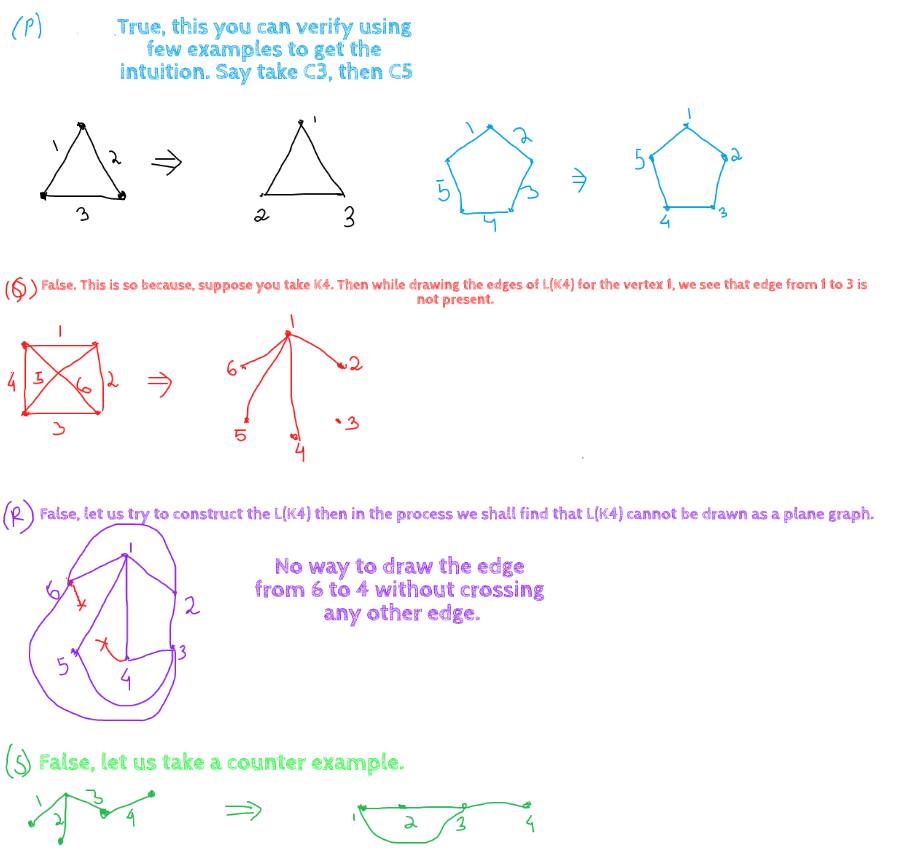 (P)
True, this you can verify using
few examples to get the
intuition. Say take C3, then C5
1 2 3
1 2 3
1 2 3 4 5
1 2 3 4 5
(Q) False. This is so because, suppose you take K4. Then while drawing the edges of L(K4) for the vertex 1, we see that edge from 1 to 3 is
not present.
1 2 3 4 5 6
1 2 3 4 5 6
(R) False, let us try to construct the L(K4) then in the process we shall find that L(K4) cannot be drawn as a plane graph.
No way to draw the edge
from 6 to 4 without crossing
any other edge.
1 2 3 4 5 6
(S) False, let us take a counter example.
1 2 3 4
1 2 3 4